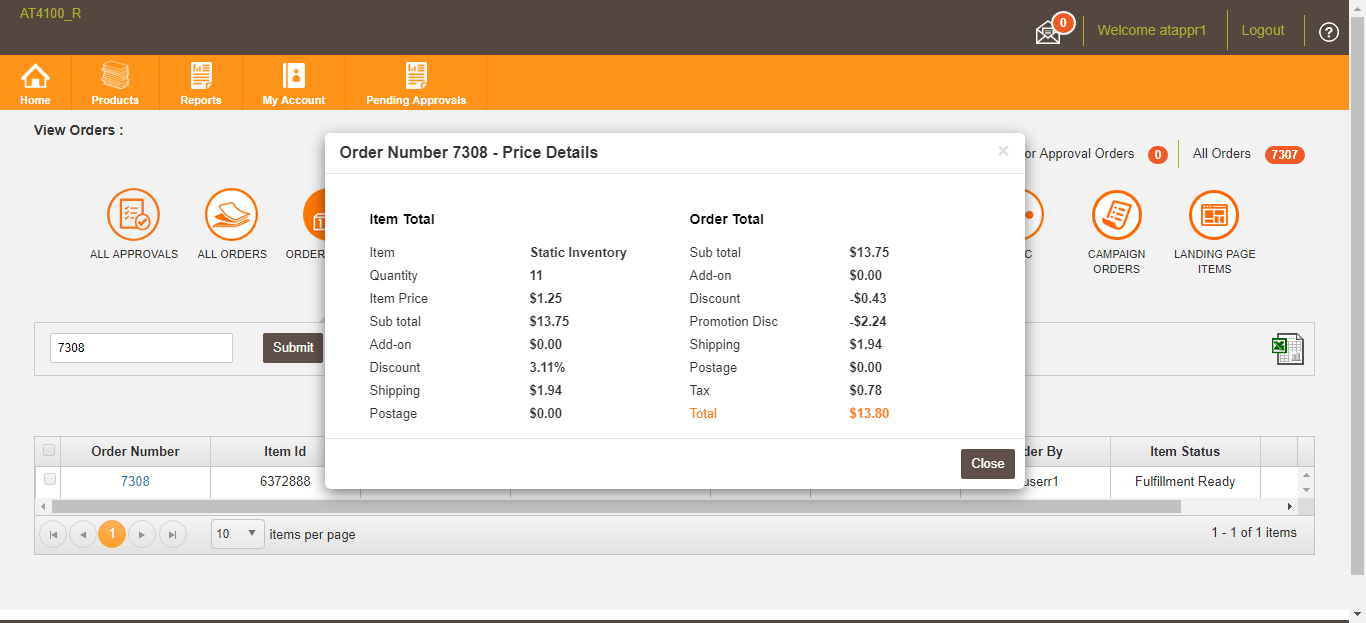 AT4100_R
0
Welcome atappr1
Logout
?
Home
Products
Reports
My Account
Pending Approvals
View Orders :
Order Number 7308 - Price Details
×
or Approval Orders 0
All Orders 7307
ALL APPROVALS
ALL ORDERS
ORDER
C
CAMPAIGN
ORDERS
LANDING PAGE
ITEMS
Item Total
Item Static Inventory
Quantity 11
Item Price $1.25
Sub total $13.75
Add-on $0.00
Discount 3.11%
Shipping $1.94
Postage $0.00
Order Total
Sub total $13.75
Add-on $0.00
Discount -$0.43
Promotion Disc -$2.24
Shipping $1.94
Postage $0.00
Tax $0.78
Total $13.80
Close
7308
Submit
Order Number
Item Id
der By
Item Status
7308
6372888
userr1
Fulfillment Ready
1
10
items per page
1 - 1 of 1 items